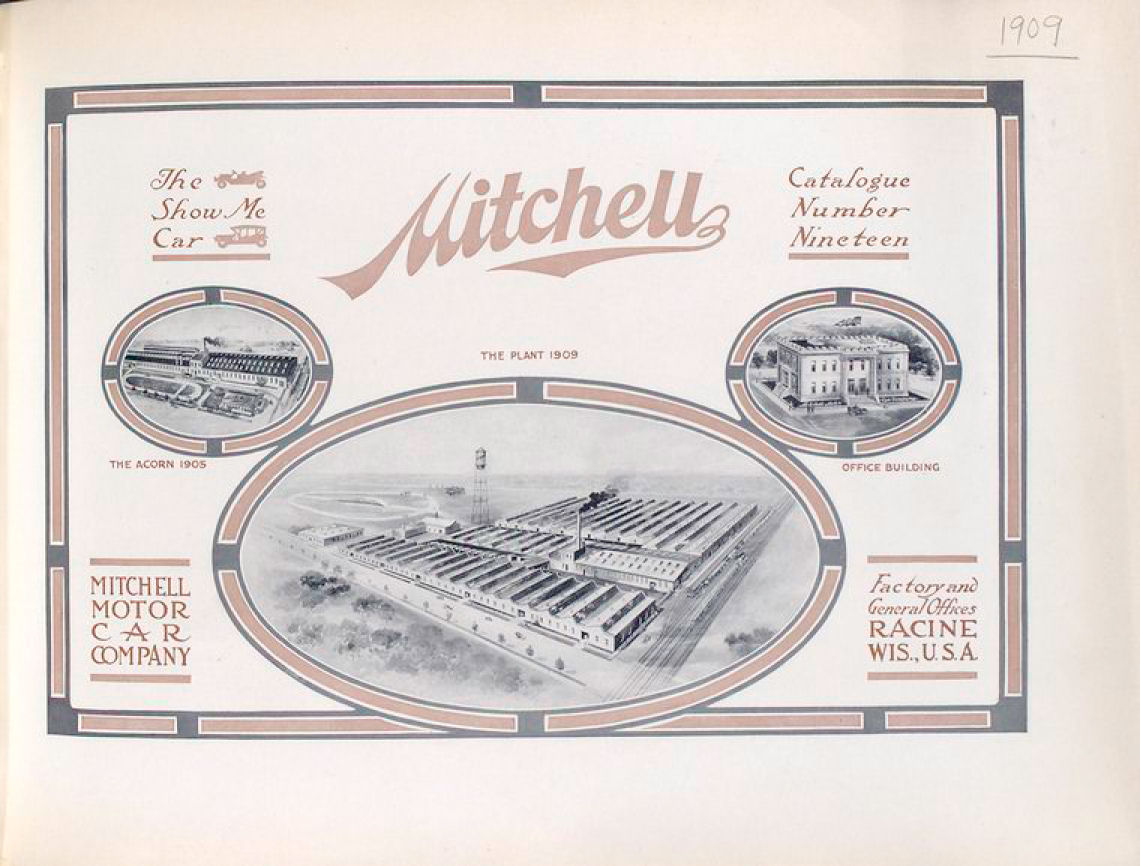 1909
The
Show Me
Car
Mitchell
Catalogue
Number
Nineteen
THE PLANT 1909
THE ACORN 1905
OFFICE BUILDING
MITCHELL
MOTOR
CAR
COMPANY
Factory and
General Offices
RACINE
WIS., U.S.A.